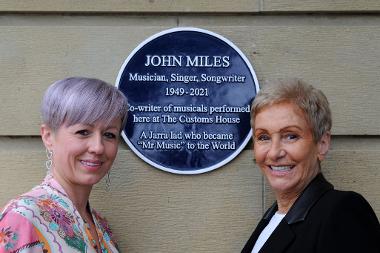 JOHN MILES
Musician, Singer, Songwriter
1949-2021
Co-writer of musicals performed
here at The Customs House
A Jarra lad who became
"Mr Music" to the World